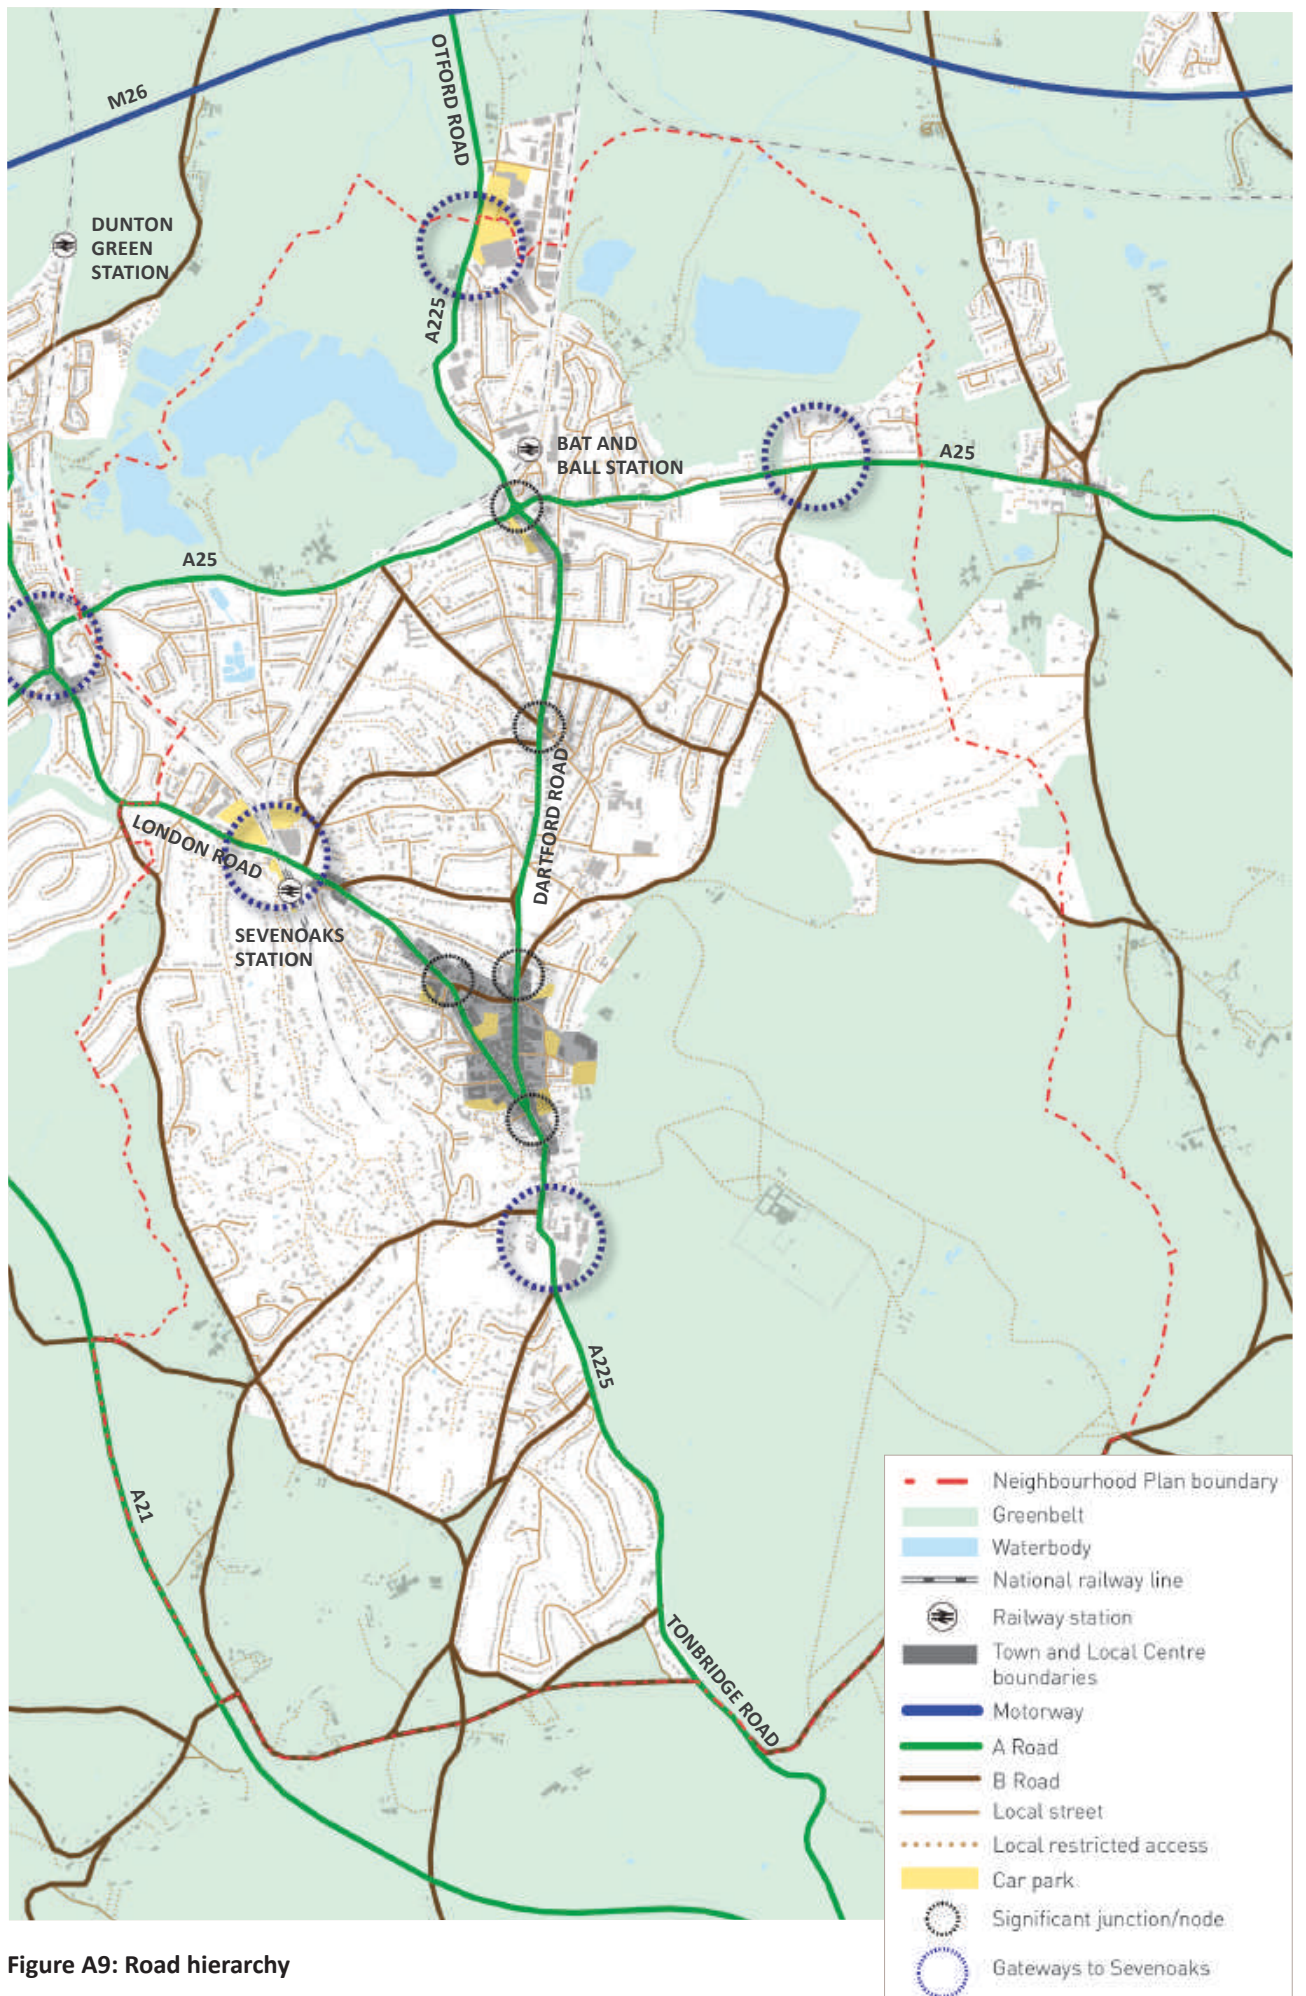 M26
OTFORD ROAD
DUNTON
GREEN
STATION
A225
BAT AND
BALL STATION
A25
A25
LONDON ROAD
DARTFORD ROAD
SEVENOAKS
STATION
A225
A21
TONBRIDGE ROAD
Neighbourhood Plan boundary
Greenbelt
Waterbody
National railway line
Railway station
Town and Local Centre
boundaries
Motorway
A Road
B Road
Local street
Local restricted access
Car park
Significant junction/node
Gateways to Sevenoaks
Figure A9: Road hierarchy